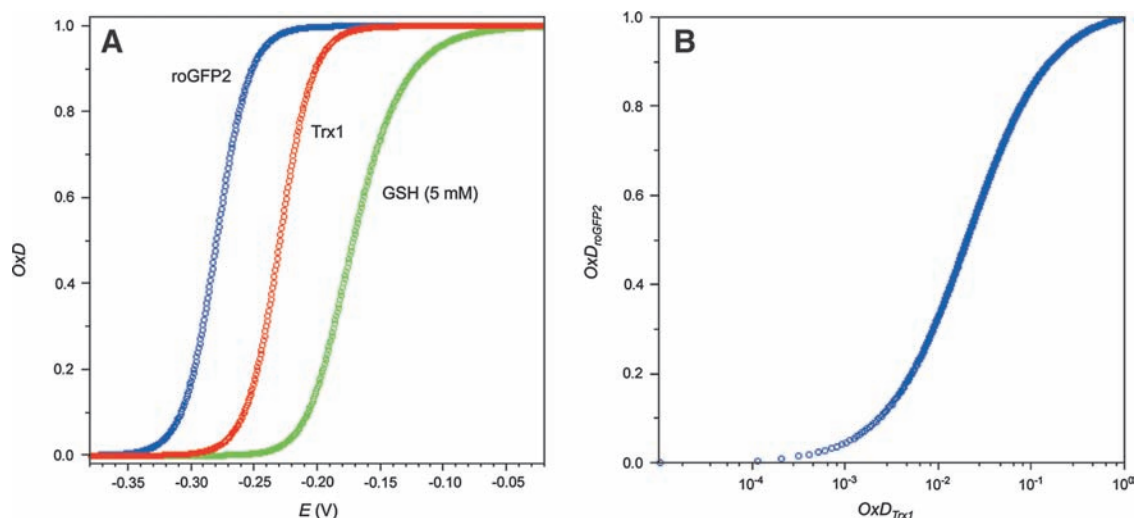 A
roGFP2
Trx1
GSH (5 mM)
OxD
1.0
0.8
0.6
0.4
0.2
0.0
-0.35 -0.30 -0.25 -0.20 -0.15 -0.10 -0.05
E (V)
B
OxD_roGFP2
1.0
0.8
0.6
0.4
0.2
0.0
10⁻⁴ 10⁻³ 10⁻² 10⁻¹ 10⁰
OxD_Trx1